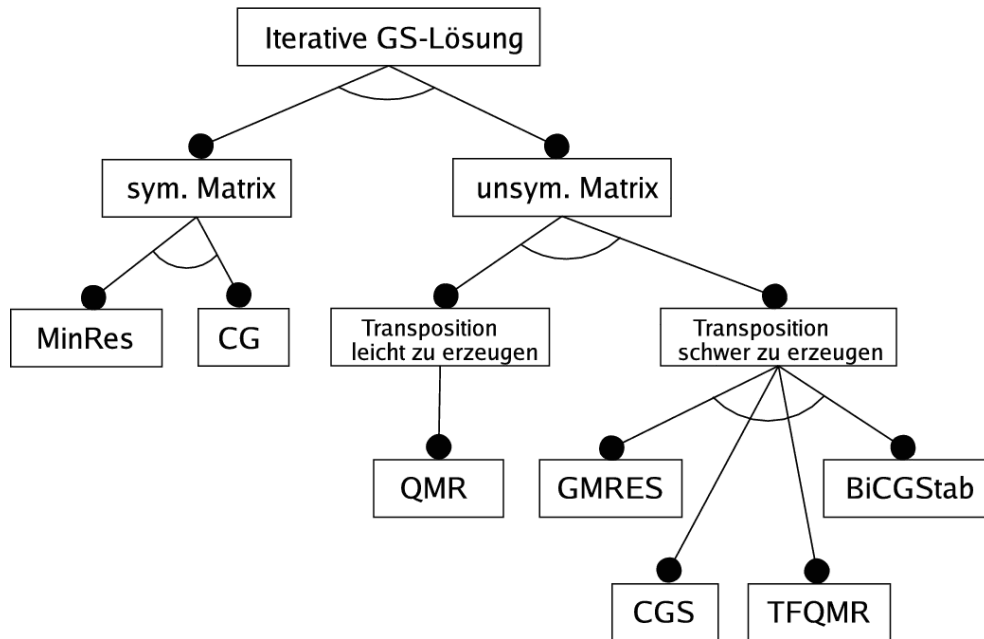 Iterative GS-Lösung
sym. Matrix
unsym. Matrix
MinRes
CG
Transposition
leicht zu erzeugen
Transposition
schwer zu erzeugen
QMR
GMRES
BiCGStab
CGS
TFQMR